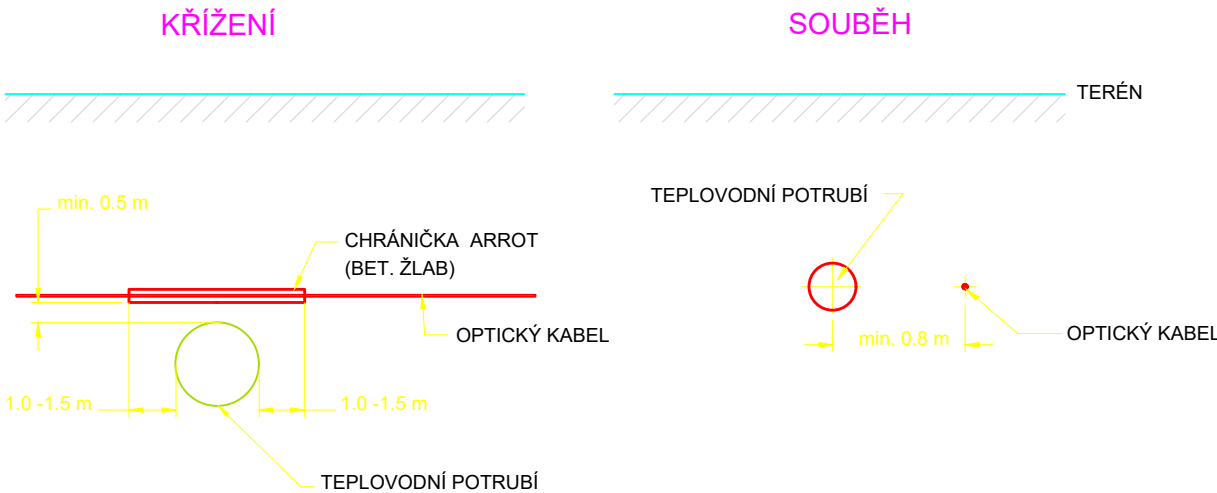 KŘÍŽENÍ
SOUBĚH
TERÉN
min. 0.5 m
TEPLOVODNÍ POTRUBÍ
CHRÁNIČKA ARROT
(BET. ŽLAB)
OPTICKÝ KABEL
min. 0.8 m
OPTICKÝ KABEL
1.0 -1.5 m
1.0 -1.5 m
TEPLOVODNÍ POTRUBÍ